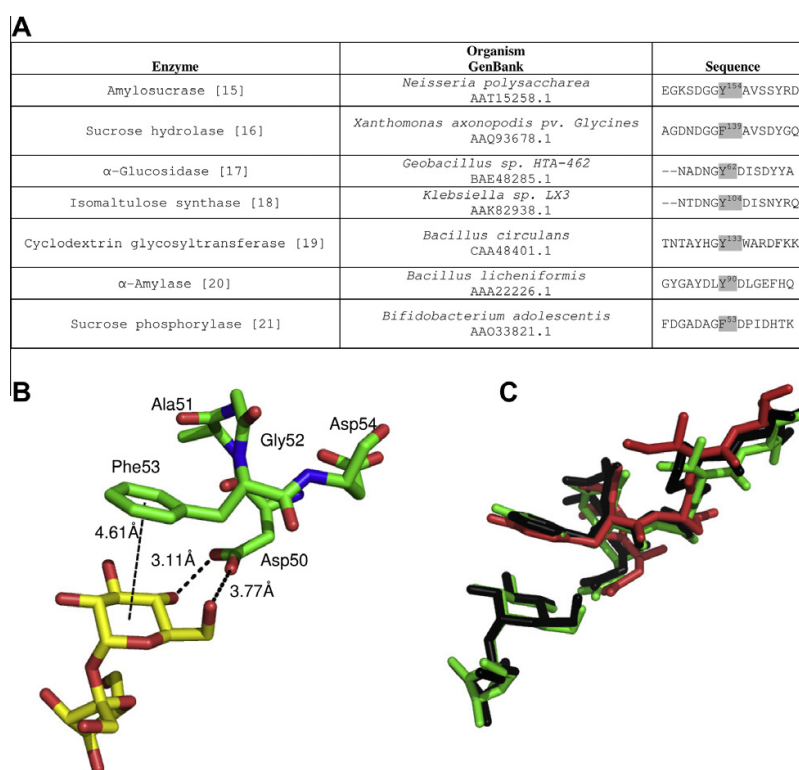 A
Enzyme
Organism
GenBank
Sequence
Amylosucrase [15]
Neisseria polysaccharea
AAT15258.1
EGKSDGGY154AVSSYRD
Sucrose hydrolase [16]
Xanthomonas axonopodis pv. Glycines
AAQ93678.1
AGDNDGGF139AVSDYGQ
α-Glucosidase [17]
Geobacillus sp. HTA-462
BAE48285.1
--NADNGY62DISDYYA
Isomaltulose synthase [18]
Klebsiella sp. LX3
AAK82938.1
--NTDNGY104DISNYRQ
Cyclodextrin glycosyltransferase [19]
Bacillus circulans
CAA48401.1
TNTAYHGY133WARDFKK
α-Amylase [20]
Bacillus licheniformis
AAA22226.1
GYGAYDLY90DLGEFHQ
Sucrose phosphorylase [21]
Bifidobacterium adolescentis
AAO33821.1
FDGADAGF53DPIDHTK
B
C
Ala51
Gly52
Asp54
Phe53
4.61Å
3.11Å
Asp50
3.77Å